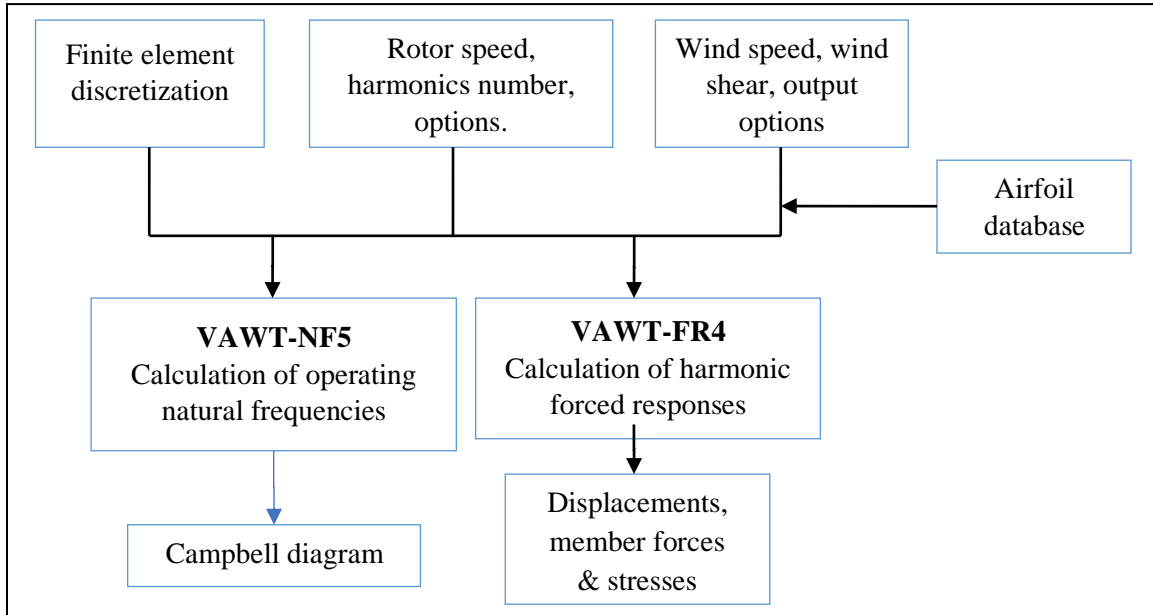 Finite element
discretization
Rotor speed,
harmonics number,
options.
Wind speed, wind
shear, output
options
Airfoil
database
VAWT-NF5
Calculation of operating
natural frequencies
VAWT-FR4
Calculation of harmonic
forced responses
Campbell diagram
Displacements,
member forces
& stresses